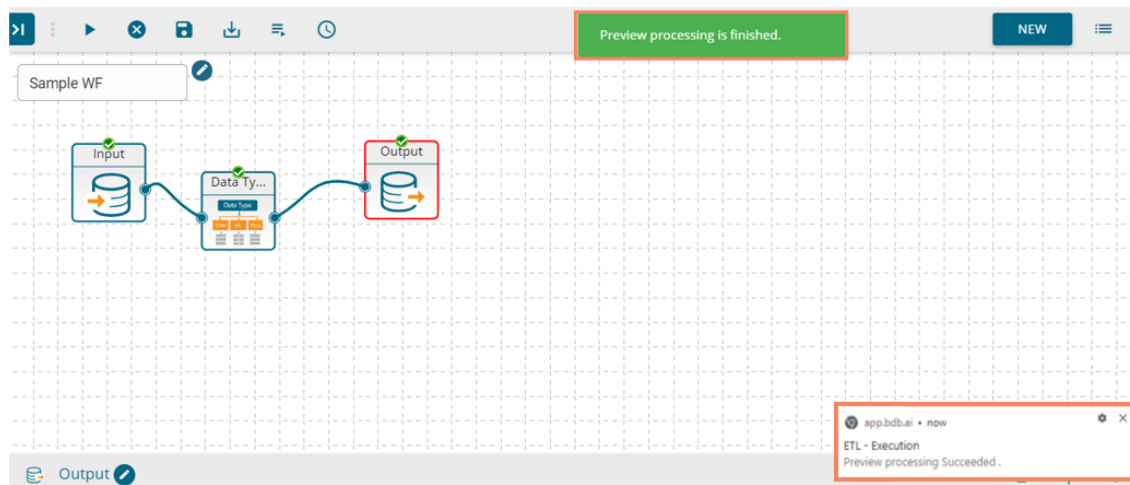 Preview processing is finished.
NEW
Sample WF
Input
Data Ty...
Data Type
Output
app.bdb.ai • now
ETL - Execution
Preview processing Succeeded .
Output